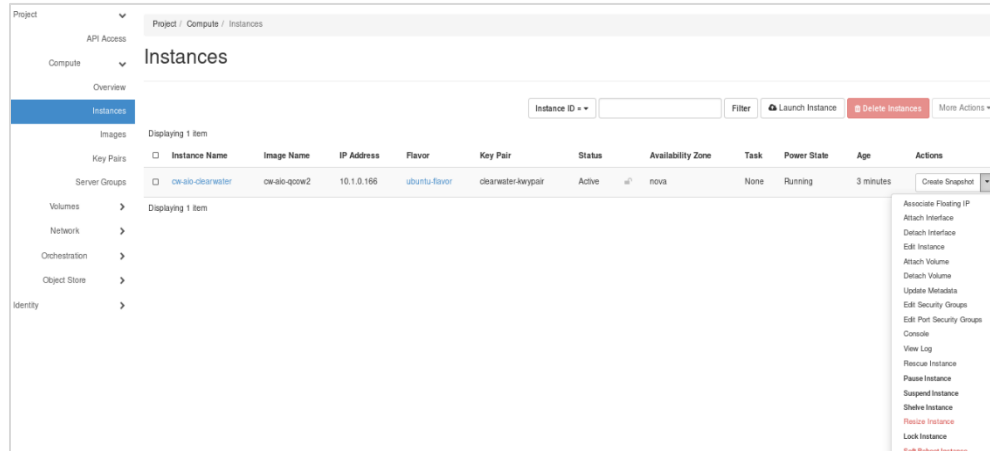 Project
API Access
Compute
Overview
Instances
Images
Key Pairs
Server Groups
Volumes
Network
Orchestration
Object Store
Identity
Project / Compute / Instances
Instances
Instance ID = Filter Launch Instance Delete Instances More Actions
Displaying 1 item
Instance Name Image Name IP Address Flavor Key Pair Status Availability Zone Task Power State Age Actions
cw-aio-clearwater cw-aio-qcow2 10.1.0.166 ubuntu-flavor clearwater-kwypair Active nova None Running 3 minutes Create Snapshot
Displaying 1 item
Associate Floating IP
Attach Interface
Detach Interface
Edit Instance
Attach Volume
Detach Volume
Update Metadata
Edit Security Groups
Edit Port Security Groups
Console
View Log
Rescue Instance
Pause Instance
Suspend Instance
Shelve Instance
Resize Instance
Lock Instance
Soft Reboot Instance